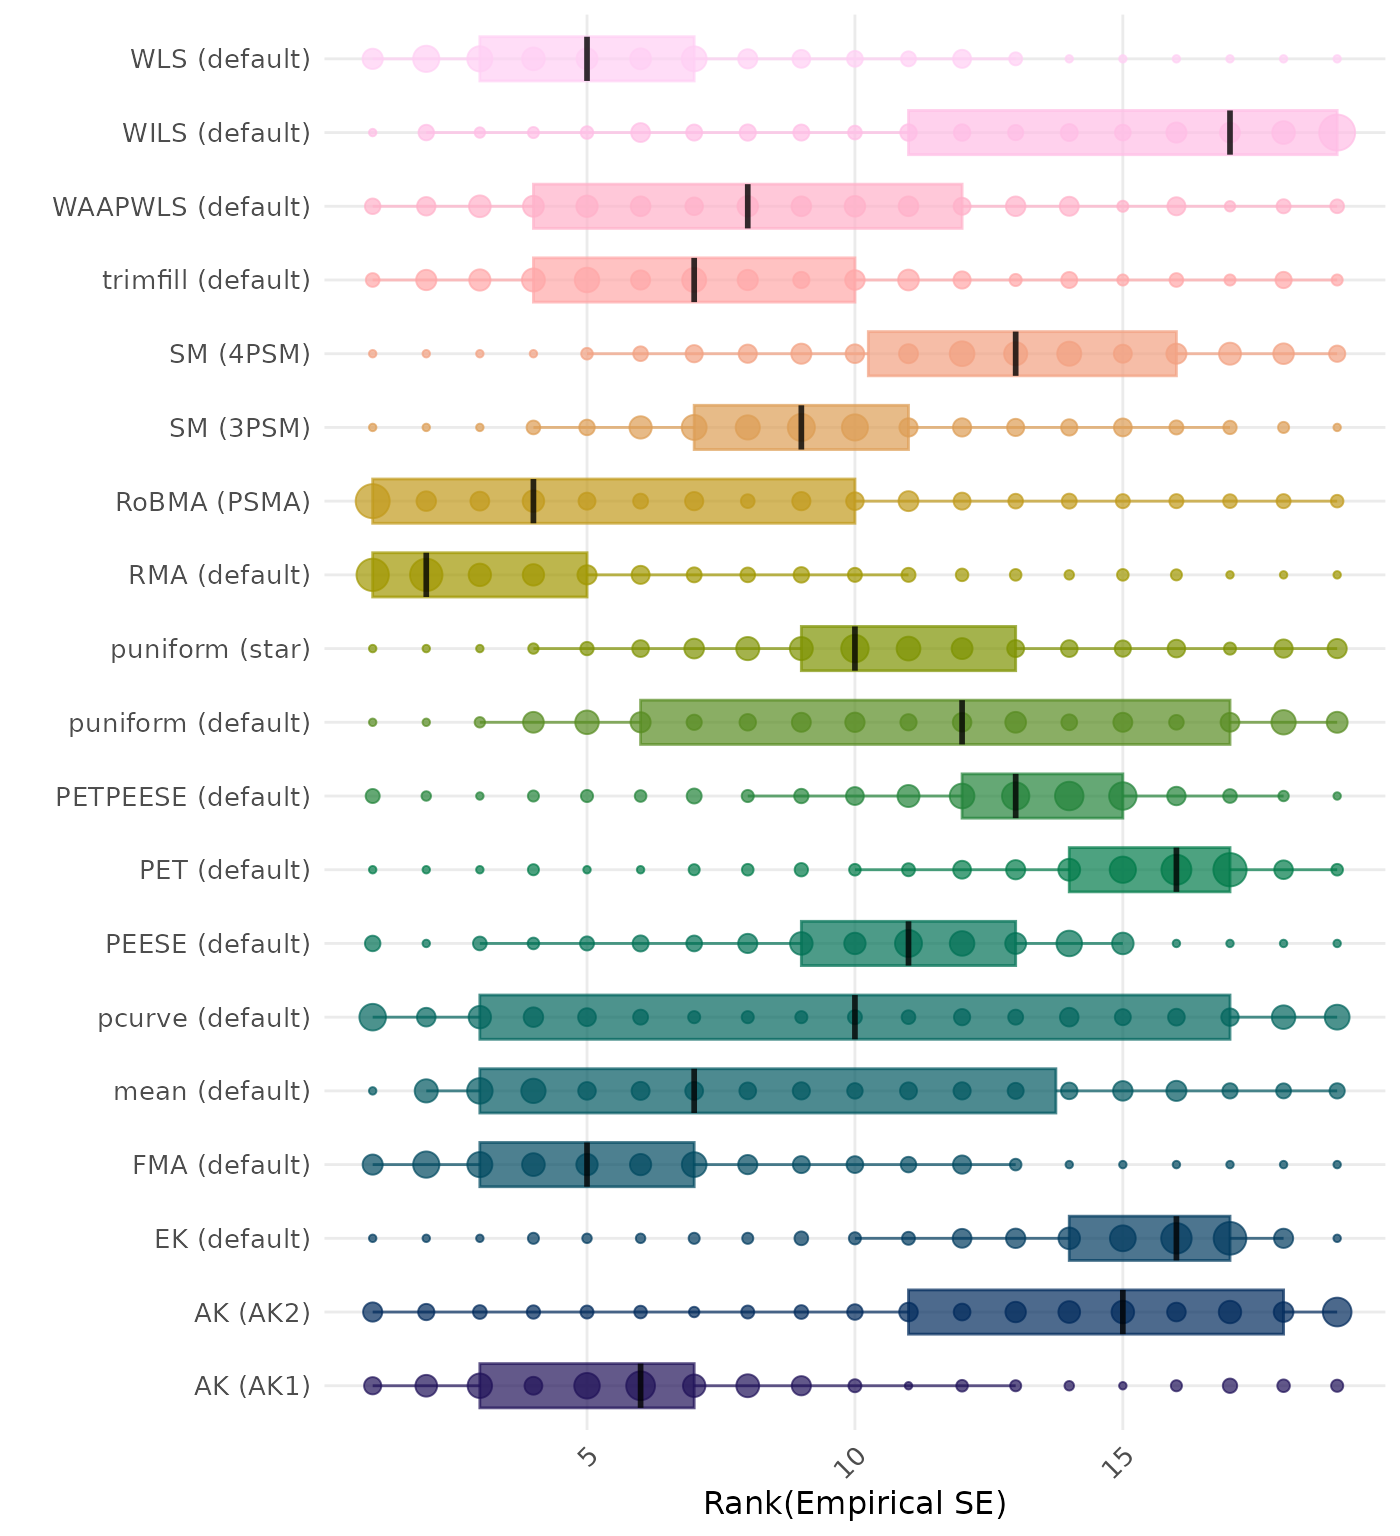 WLS (default)
WILS (default)
WAAPWLS (default)
trimfill (default)
SM (4PSM)
SM (3PSM)
RoBMA (PSMA)
RMA (default)
puniform (star)
puniform (default)
PETPEESE (default)
PET (default)
PEESE (default)
pcurve (default)
mean (default)
FMA (default)
EK (default)
AK (AK2)
AK (AK1)
5
10
15
Rank(Empirical SE)